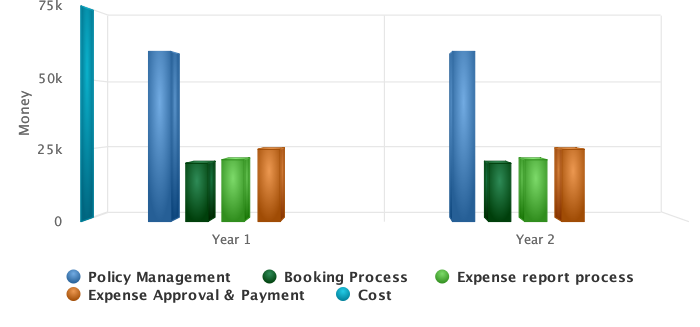 75k
50k
25k
0
Money
Year 1 Year 2
Policy Management Booking Process Expense report process
Expense Approval & Payment Cost